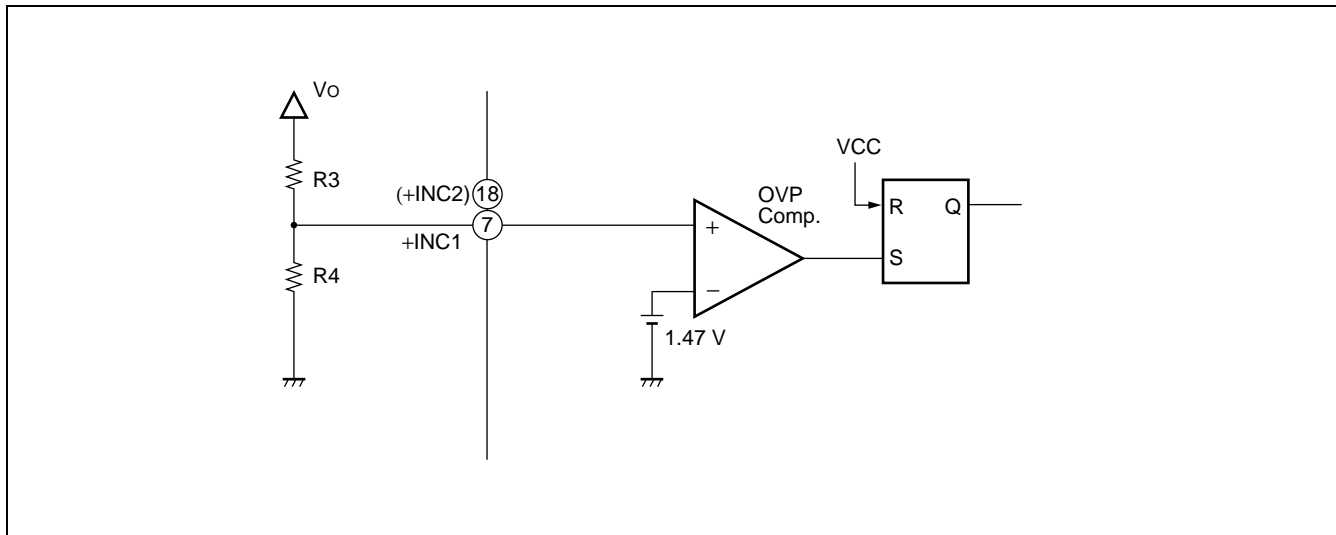 VO
R3
(+INC2) 18
7
+INC1
R4
+
−
1.47 V
OVP
Comp.
VCC
R Q
S